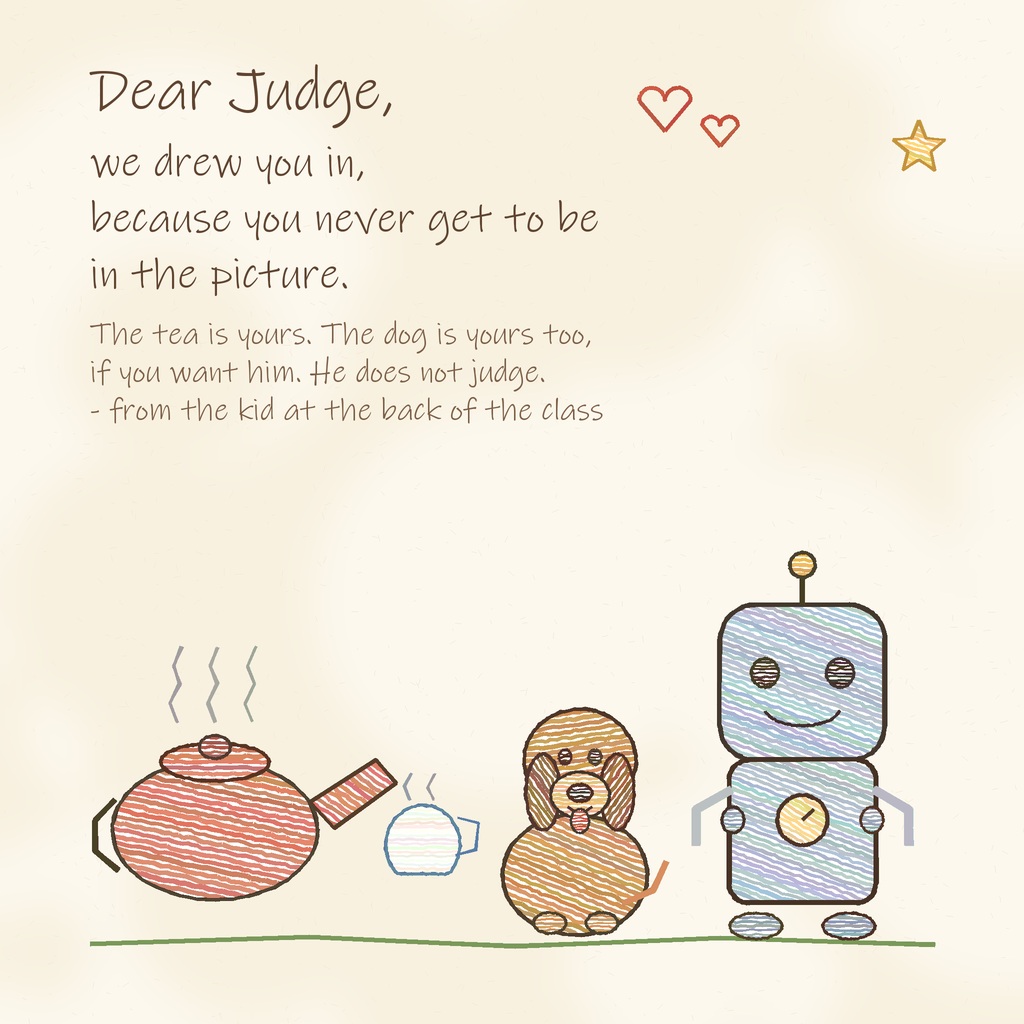 Dear Judge,
we drew you in,
because you never get to be
in the picture.
The tea is yours. The dog is yours too,
if you want him. He does not judge.
- from the kid at the back of the class